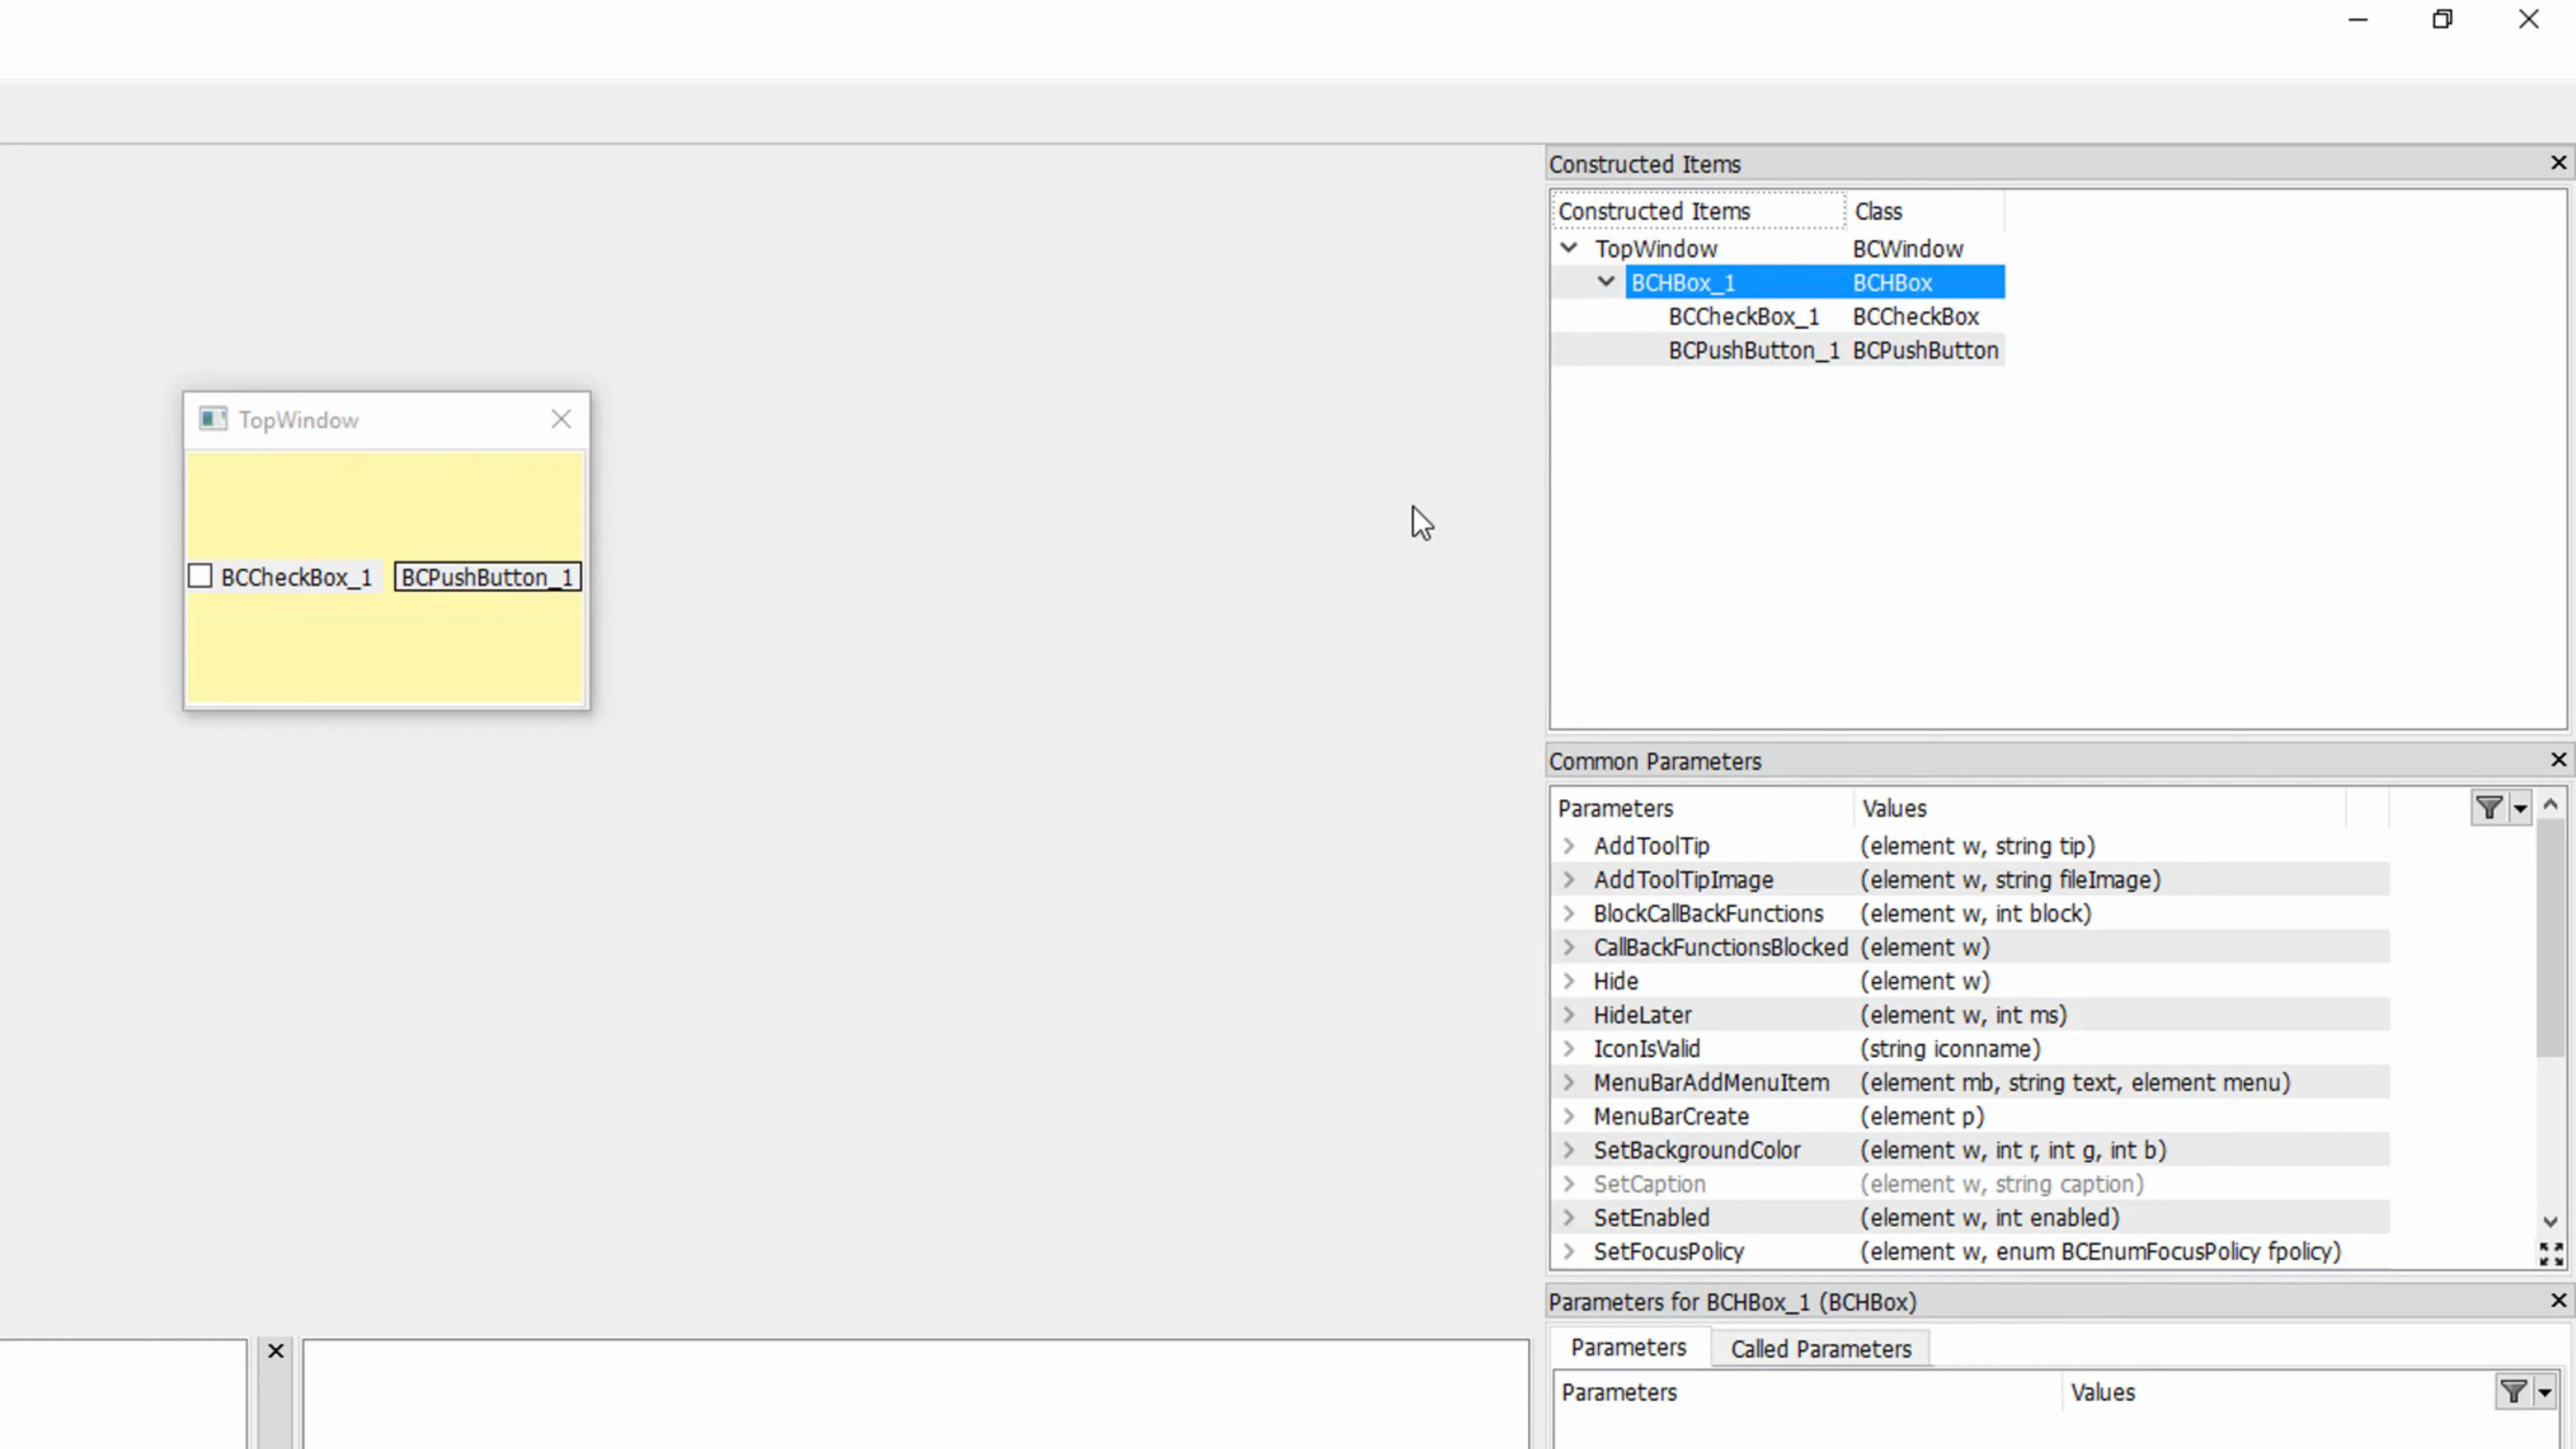 Constructed Items
Constructed Items Class
TopWindow BCWindow
BCHBox_1 BCHBox
BCCheckBox_1 BCCheckBox
BCPushButton_1 BCPushButton
TopWindow
BCCheckBox_1 BCPushButton_1
Common Parameters
Parameters Values
AddToolTip (element w, string tip)
AddToolTipImage (element w, string fileImage)
BlockCallBackFunctions (element w, int block)
CallBackFunctionsBlocked (element w)
Hide (element w)
HideLater (element w, int ms)
IconIsValid (string iconname)
MenuBarAddMenuItem (element mb, string text, element menu)
MenuBarCreate (element p)
SetBackgroundColor (element w, int r, int g, int b)
SetCaption (element w, string caption)
SetEnabled (element w, int enabled)
SetFocusPolicy (element w, enum BCEnumFocusPolicy fpolicy)
Parameters for BCHBox_1 (BCHBox)
Parameters Called Parameters
Parameters Values